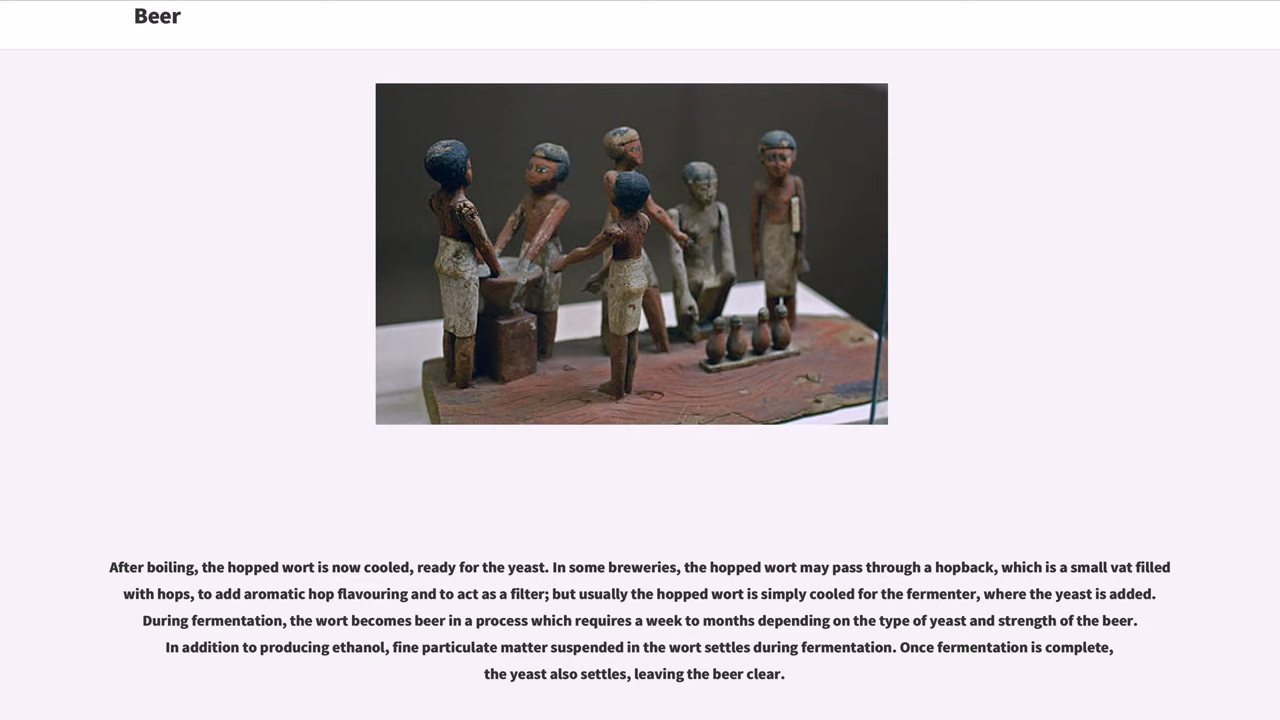 Beer
After boiling, the hopped wort is now cooled, ready for the yeast. In some breweries, the hopped wort may pass through a hopback, which is a small vat filled
with hops, to add aromatic hop flavouring and to act as a filter; but usually the hopped wort is simply cooled for the fermenter, where the yeast is added.
During fermentation, the wort becomes beer in a process which requires a week to months depending on the type of yeast and strength of the beer.
In addition to producing ethanol, fine particulate matter suspended in the wort settles during fermentation. Once fermentation is complete,
the yeast also settles, leaving the beer clear.